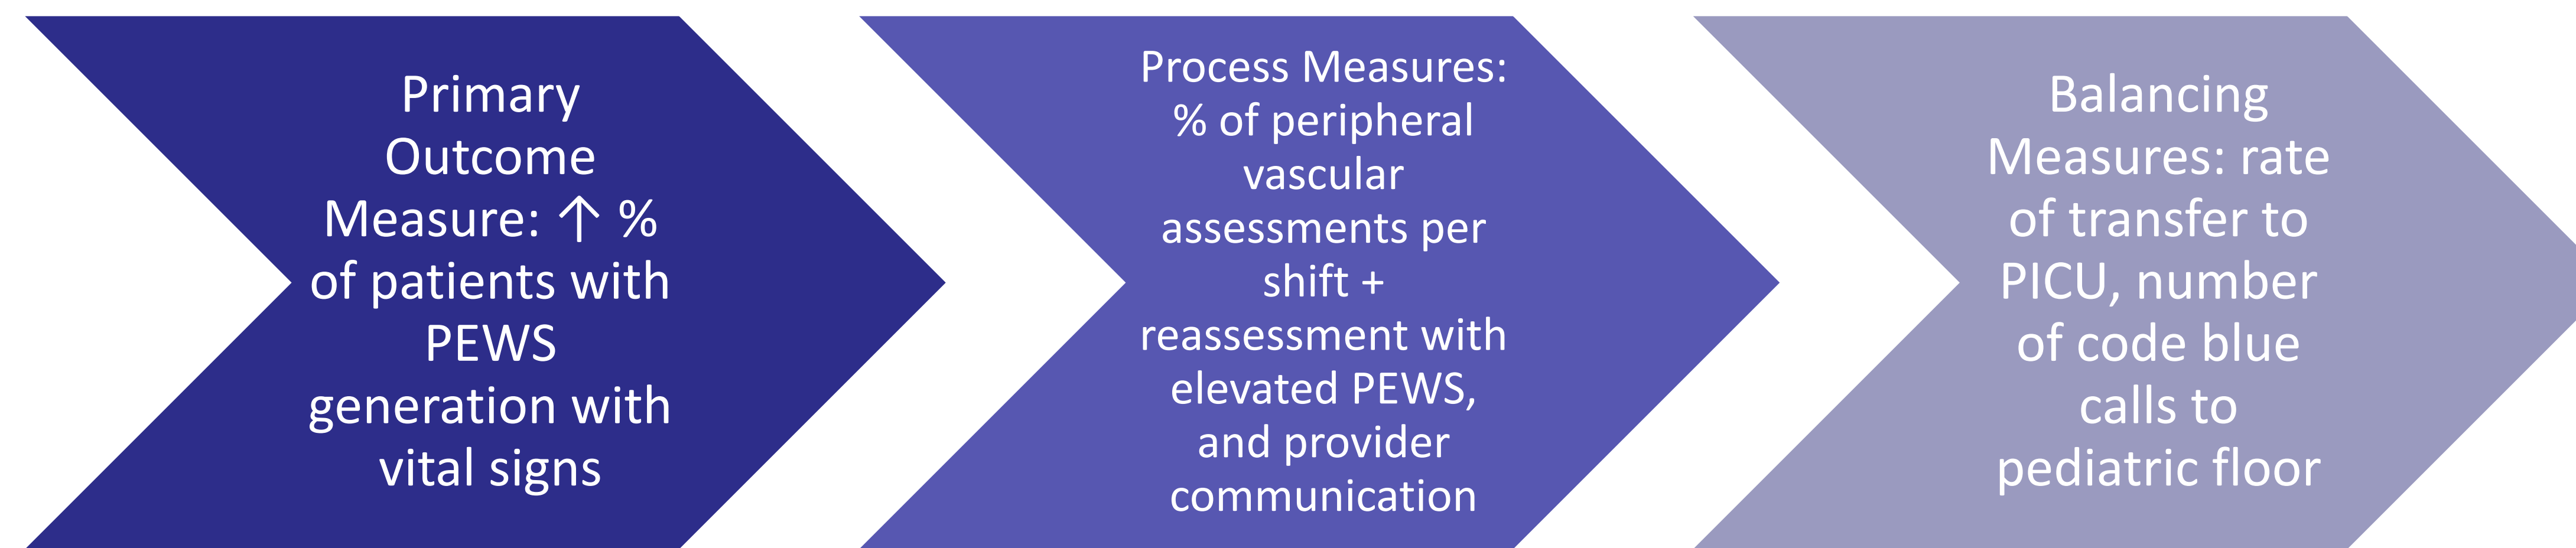 Primary
Outcome
Measure: ↑ %
of patients with
PEWS
generation with
vital signs
Process Measures:
% of peripheral
vascular
assessments per
shift +
reassessment with
elevated PEWS,
and provider
communication
Balancing
Measures: rate
of transfer to
PICU, number
of code blue
calls to
pediatric floor